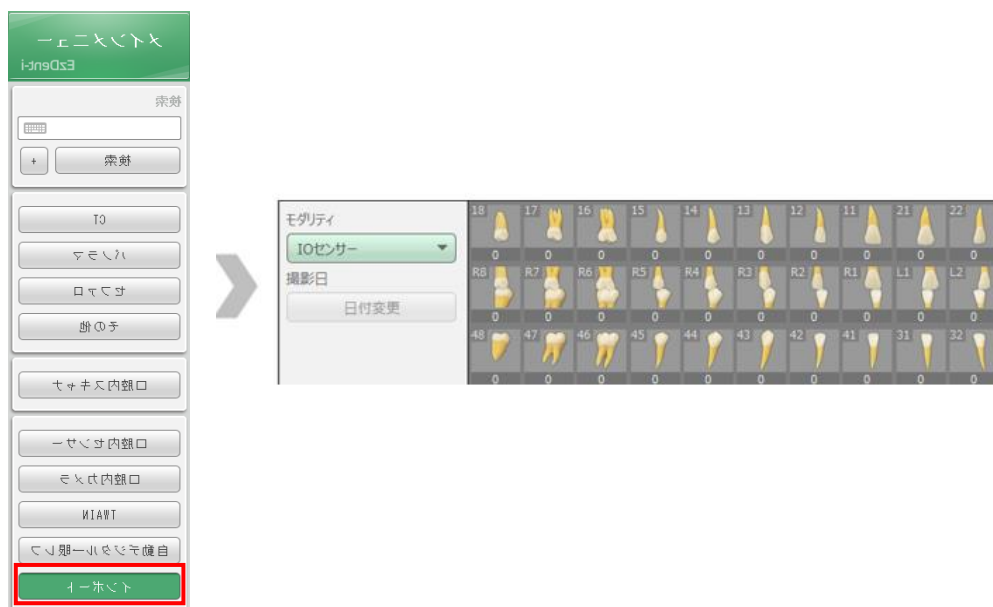 メインメニュー
EzDent-i
検索
検索
+
CT
パノラマ
セファロ
その他
口腔内スキャナ
口腔内センサー
口腔内カメラ
TWAIN
自動デジタル一眼レフ
インポート
モダリティ
IOセンサー
撮影日
日付変更
18 17 16 15 14 13 12 11 21 22
0 0 0 0 0 0 0 0 0 0
R8 R7 R6 R5 R4 R3 R2 R1 L1 L2
0 0 0 0 0 0 0 0 0 0
48 47 46 45 44 43 42 41 31 32
0 0 0 0 0 0 0 0 0 0